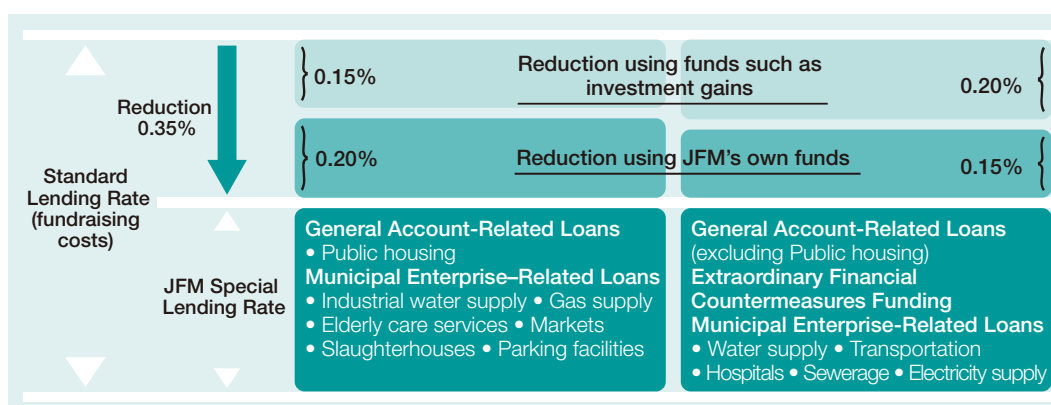 Reduction
0.35%
Standard
Lending Rate
(fundraising
costs)
JFM Special
Lending Rate
0.15%
Reduction using funds such as
investment gains
0.20%
0.20%
Reduction using JFM's own funds
0.15%
General Account-Related Loans
• Public housing
Municipal Enterprise–Related Loans
• Industrial water supply • Gas supply
• Elderly care services • Markets
• Slaughterhouses • Parking facilities
General Account-Related Loans
(excluding Public housing)
Extraordinary Financial
Countermeasures Funding
Municipal Enterprise-Related Loans
• Water supply • Transportation
• Hospitals • Sewerage • Electricity supply